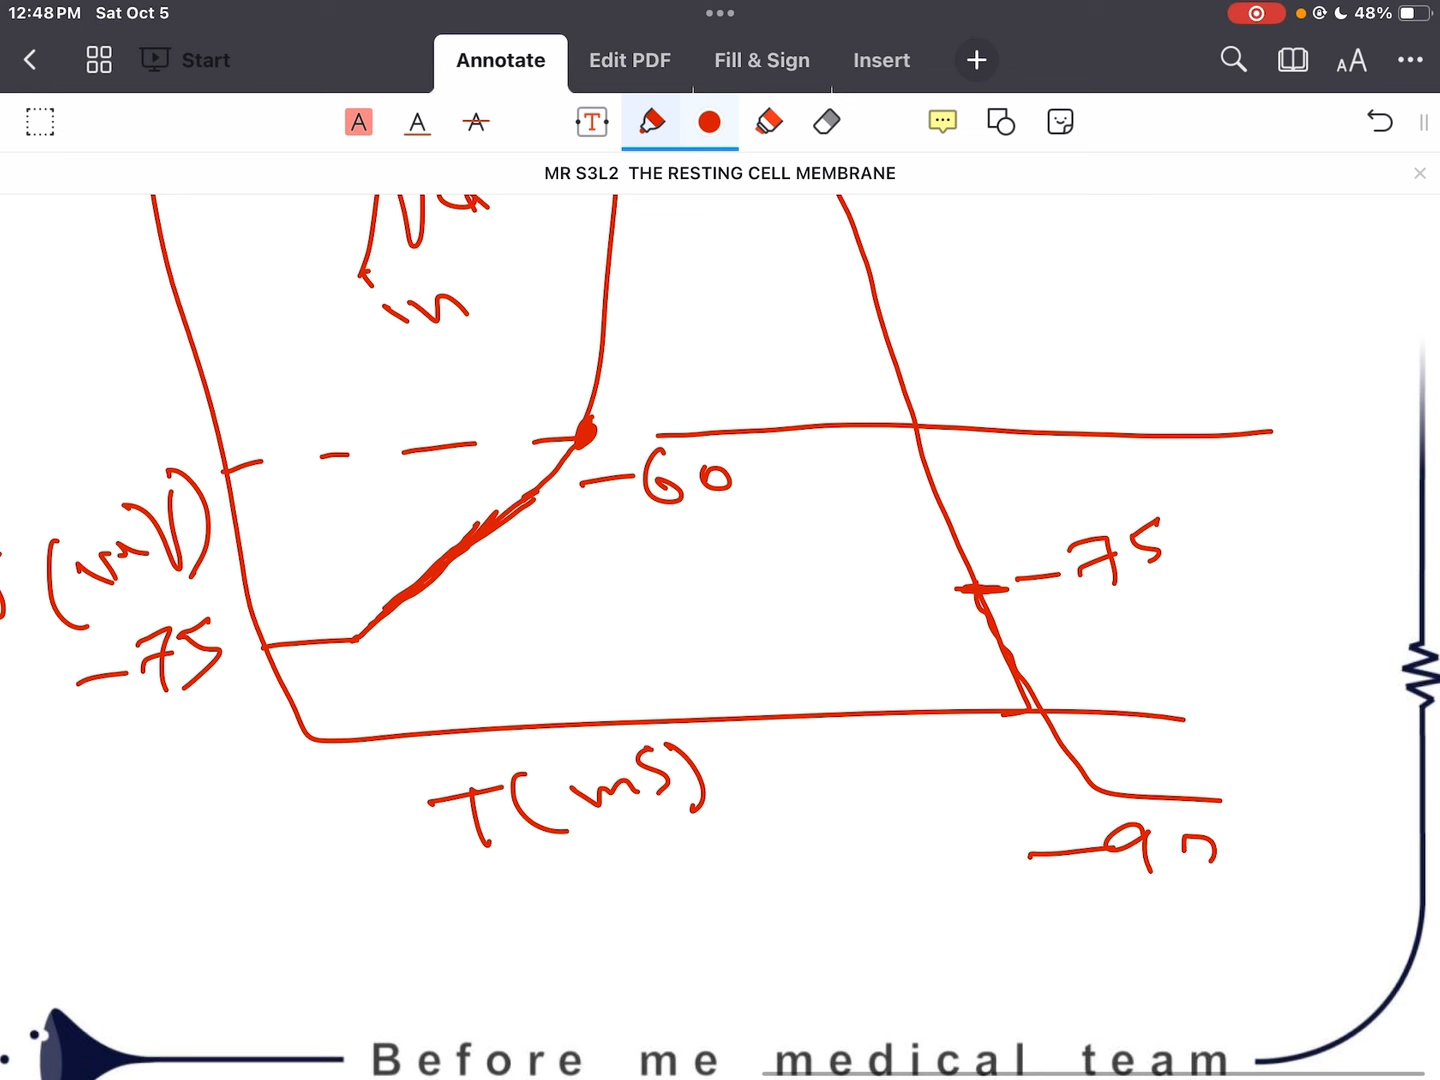 12:48 PM Sat Oct 5 48%
Start Annotate Edit PDF Fill & Sign Insert
MR S3L2 THE RESTING CELL MEMBRANE
in
-60
(mV)
-75
-75
T(ms)
-90
Before me medical team